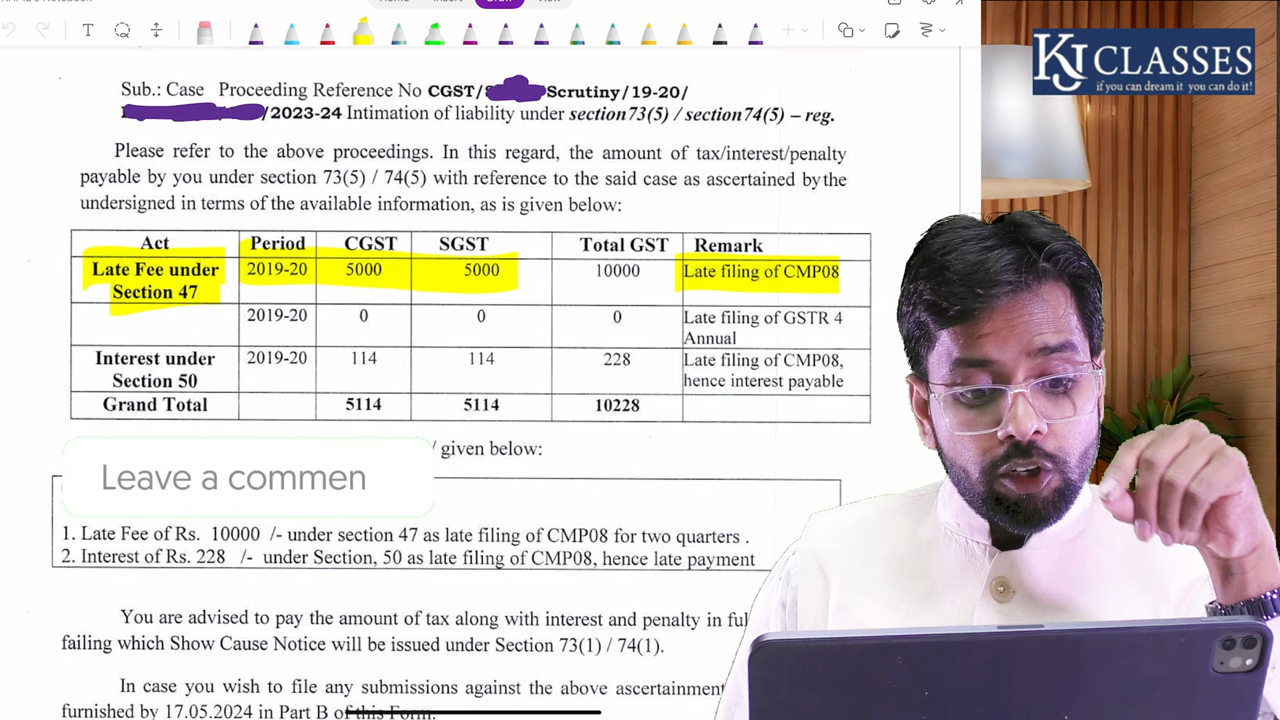 Draw
View
KJ CLASSES
if you can dream it you can do it!
Sub.: Case Proceeding Reference No CGST/ Scrutiny/19-20/
/2023-24 Intimation of liability under section 73(5) / section 74(5) – reg.
Please refer to the above proceedings. In this regard, the amount of tax/interest/penalty
payable by you under section 73(5) / 74(5) with reference to the said case as ascertained by the
undersigned in terms of the available information, as is given below:
Act Period CGST SGST Total GST Remark
Late Fee under Section 47 2019-20 5000 5000 10000 Late filing of CMP08
2019-20 0 0 0 Late filing of GSTR 4 Annual
Interest under Section 50 2019-20 114 114 228 Late filing of CMP08, hence interest payable
Grand Total 5114 5114 10228
given below:
Leave a commen
1. Late Fee of Rs. 10000 /- under section 47 as late filing of CMP08 for two quarters .
2. Interest of Rs. 228 /- under Section, 50 as late filing of CMP08, hence late payment
You are advised to pay the amount of tax along with interest and penalty in ful
failing which Show Cause Notice will be issued under Section 73(1) / 74(1).
In case you wish to file any submissions against the above ascertainment
furnished by 17.05.2024 in Part B of this Form.